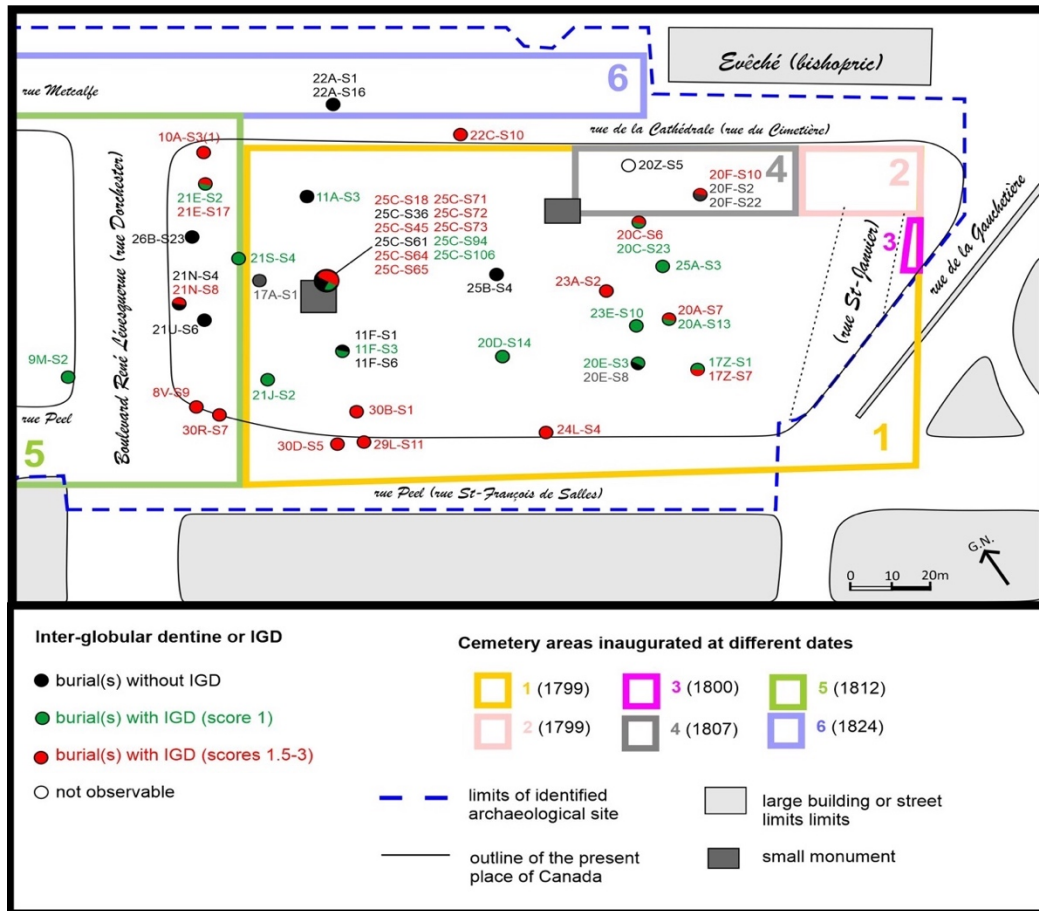 Evêché (bishopric)
6
22A-S1
22A-S16
rue Metcalfe
rue de la Cathédrale (rue du Cimetière)
10A-S3(1)
22C-S10
20Z-S5
4
2
20F-S10
20F-S2
20F-S22
21E-S2
21E-S17
11A-S3
25C-S18
25C-S36
25C-S45
25C-S61
25C-S64
25C-S65
25C-S71
25C-S72
25C-S73
25C-S94
25C-S106
20C-S6
20C-S23
3
26B-S23
21S-S4
25A-S3
21N-S4
21N-S8
17A-S1
25B-S4
23A-S2
21U-S6
23E-S10
20A-S7
20A-S13
(rue St-Janvier)
rue de la Gauchetière
Boulevard René Lévesquerue (rue Dorchester)
11F-S1
11F-S3
11F-S6
20D-S14
20E-S3
20E-S8
17Z-S1
17Z-S7
9M-S2
21J-S2
8V-S9
30R-S7
30B-S1
rue Peel
30D-S5
29L-S11
24L-S4
5
1
rue Peel (rue St-François de Salles)
G.N.
0 10 20m
Inter-globular dentine or IGD
burial(s) without IGD
burial(s) with IGD (score 1)
burial(s) with IGD (scores 1.5-3)
not observable
Cemetery areas inaugurated at different dates
1 (1799)
3 (1800)
5 (1812)
2 (1799)
4 (1807)
6 (1824)
limits of identified
archaeological site
large building or street
limits limits
outline of the present
place of Canada
small monument